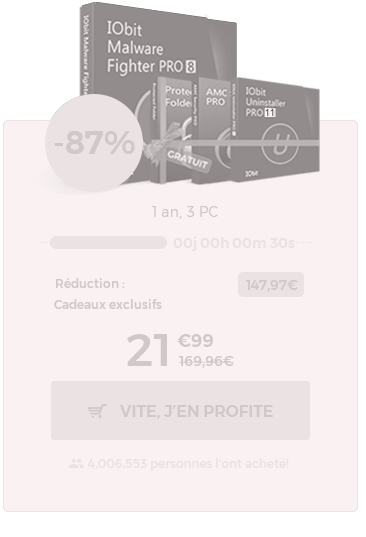 IObit Malware Fighter PRO 8
IObit
Malware
Fighter PRO 8
AMC
PRO
IObit
Uninstaller
PRO 11
IObit
-87%
GRATUIT
1 an, 3 PC
00j 00h 00m 30s
Réduction :
147,97€
Cadeaux exclusifs
21 €99
169,96€
VITE, J’EN PROFITE
4,006,553 personnes l'ont acheté!